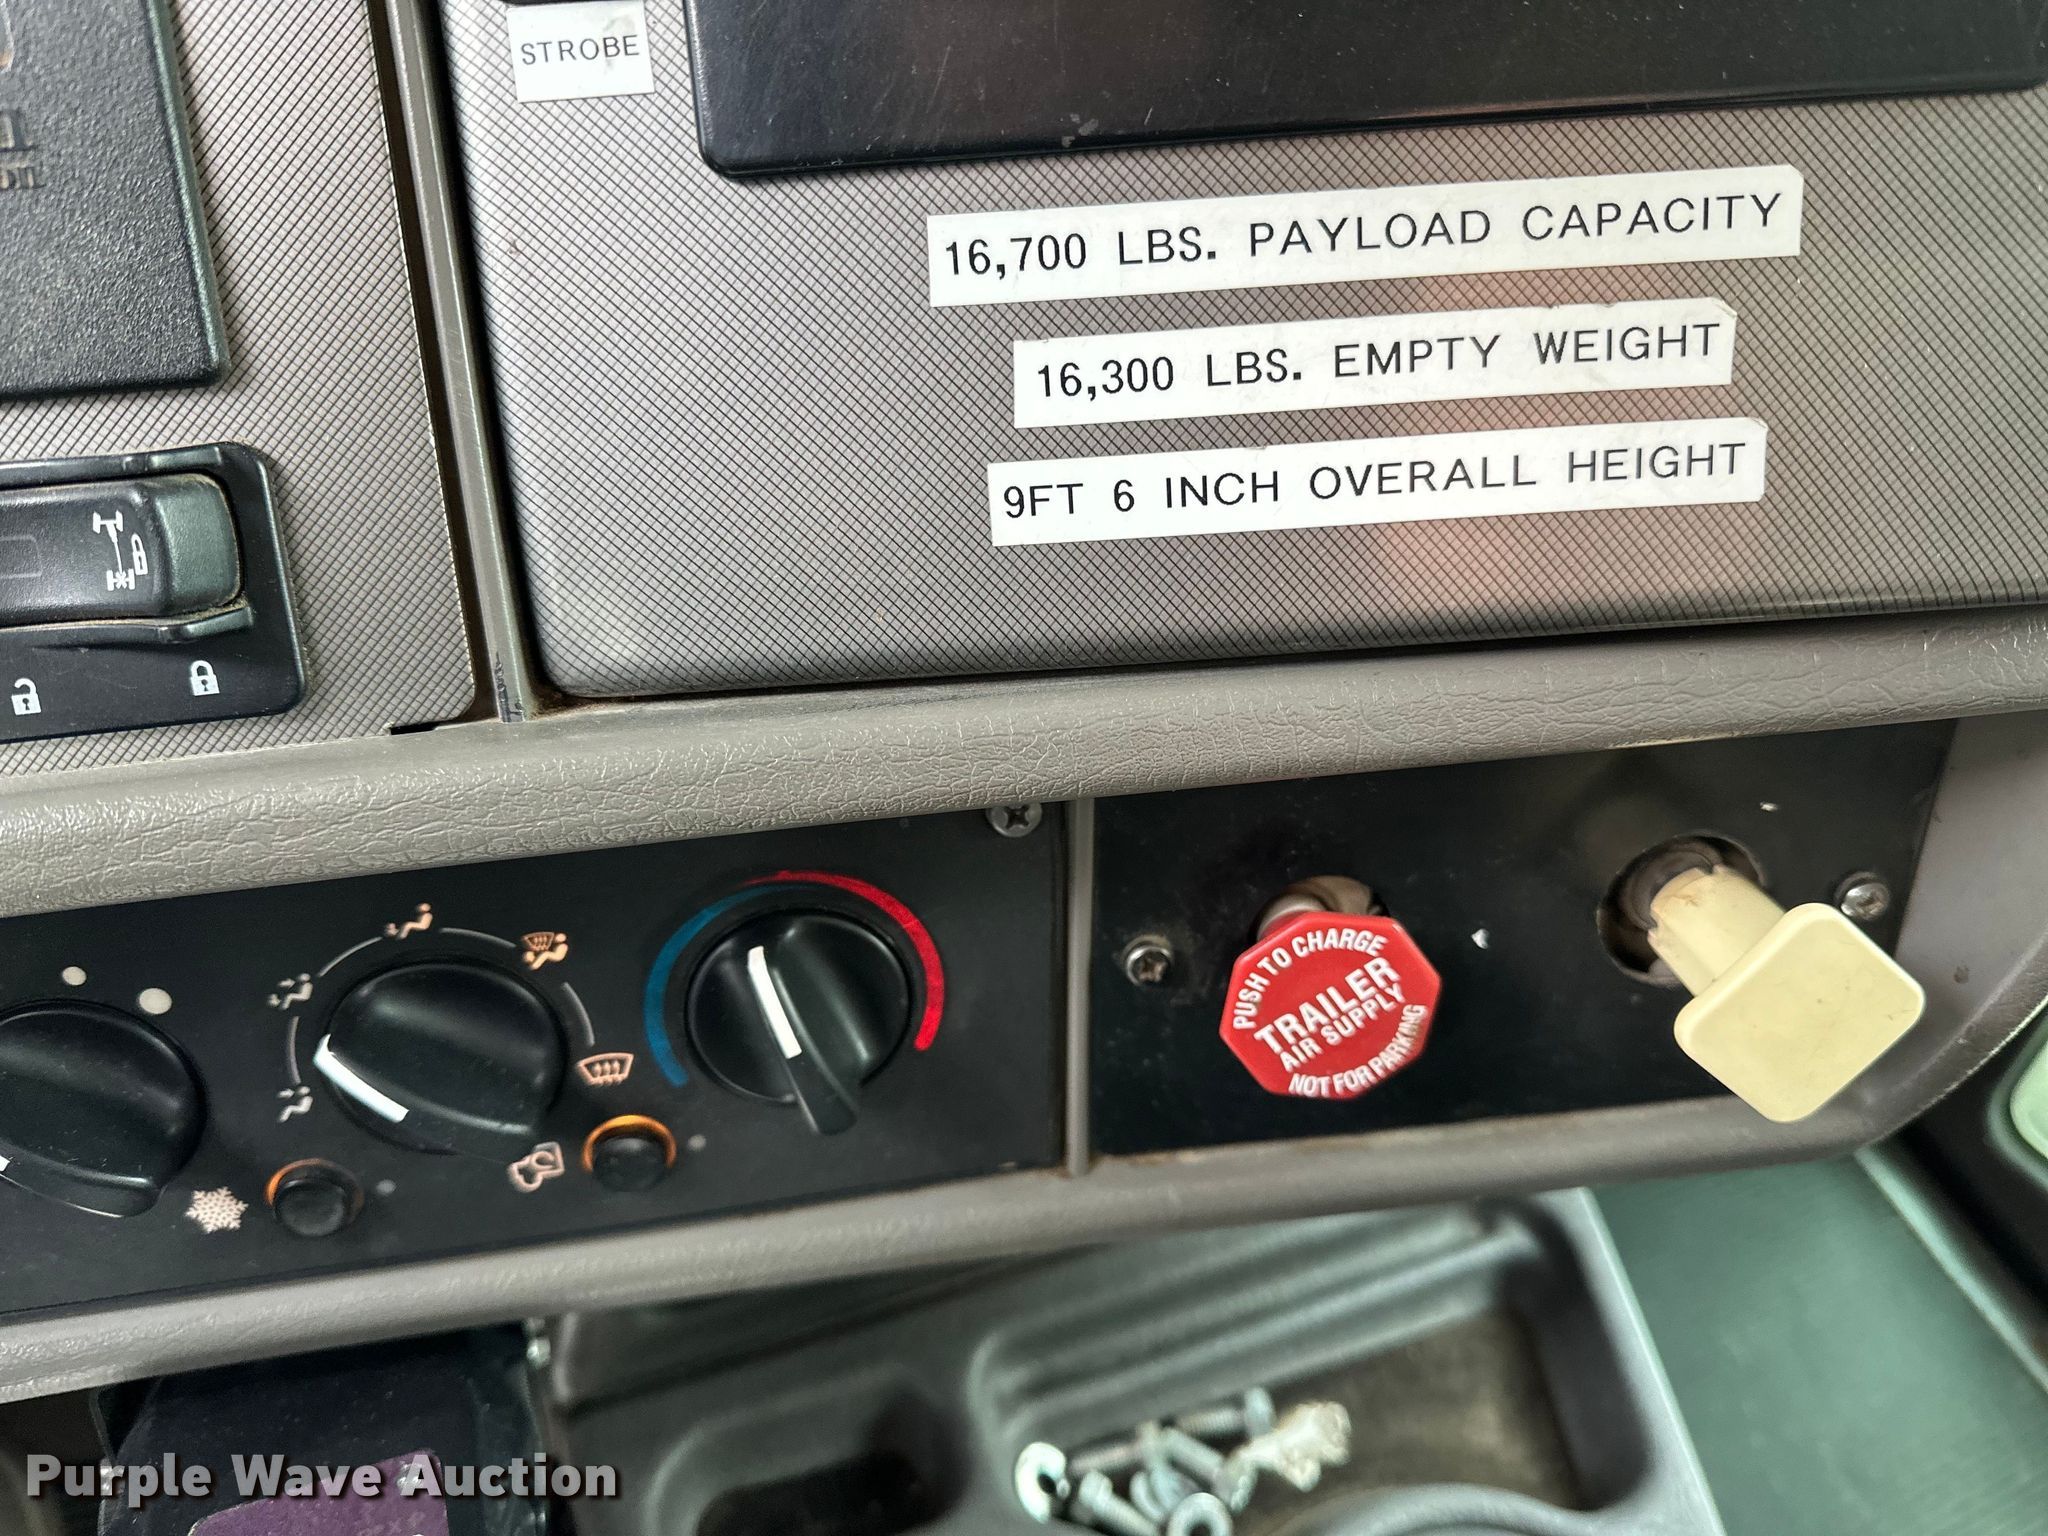 STROBE
16,700 LBS. PAYLOAD CAPACITY
16,300 LBS. EMPTY WEIGHT
9FT 6 INCH OVERALL HEIGHT
PUSH TO CHARGE
TRAILER
AIR SUPPLY
NOT FOR PARKING
Purple Wave Auction